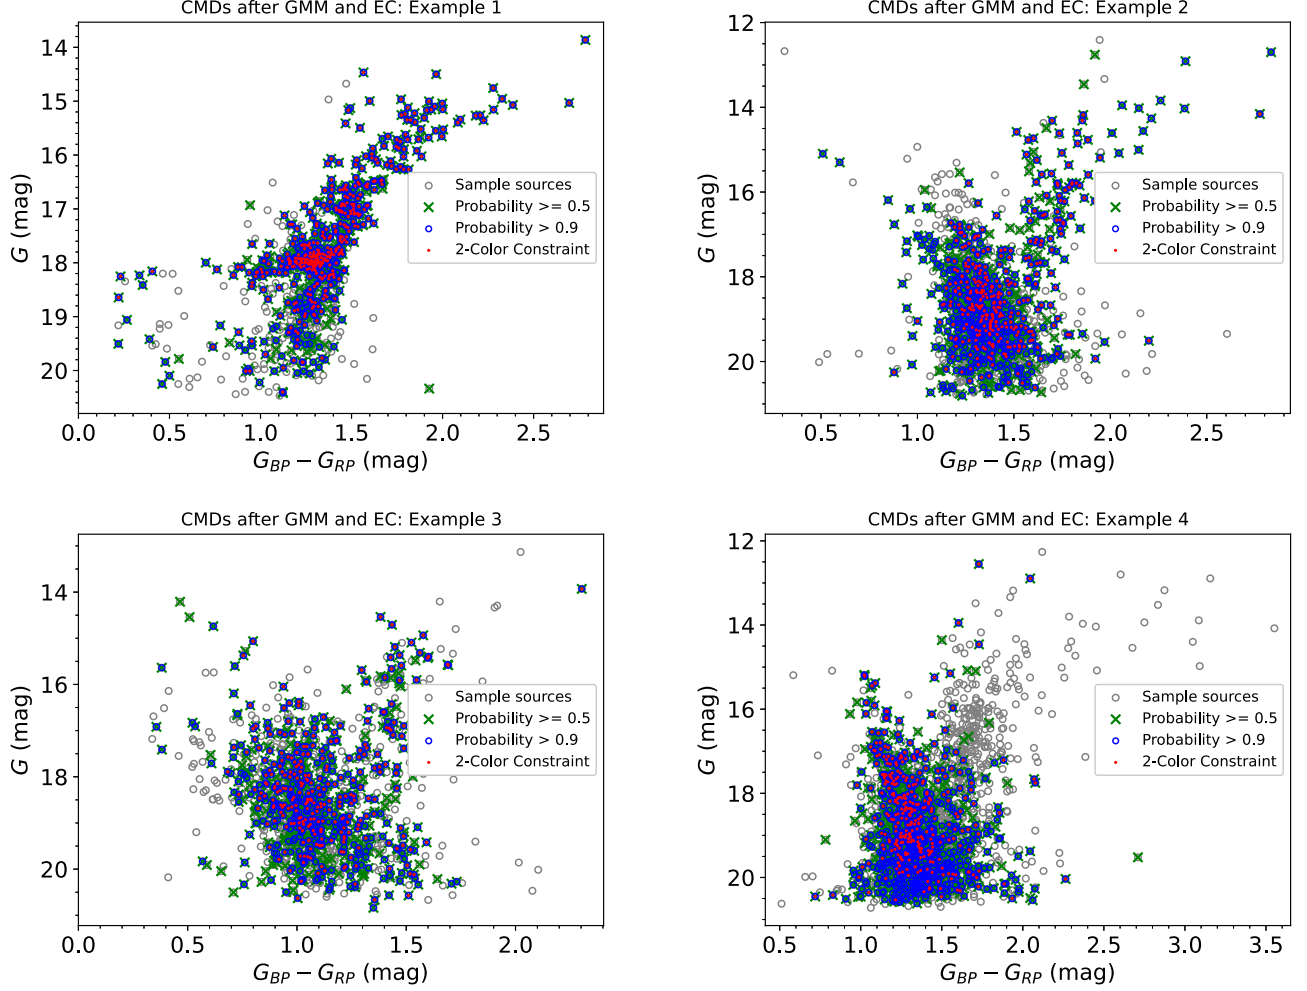 CMDs after GMM and EC: Example 1
14
15
16
17
18
19
20
G (mag)
Sample sources
Probability >= 0.5
Probability > 0.9
2-Color Constraint
0.0 0.5 1.0 1.5 2.0 2.5
G_BP − G_RP (mag)
CMDs after GMM and EC: Example 2
12
14
16
18
20
G (mag)
Sample sources
Probability >= 0.5
Probability > 0.9
2-Color Constraint
0.5 1.0 1.5 2.0 2.5
G_BP − G_RP (mag)
CMDs after GMM and EC: Example 3
14
16
18
20
G (mag)
Sample sources
Probability >= 0.5
Probability > 0.9
2-Color Constraint
0.0 0.5 1.0 1.5 2.0
G_BP − G_RP (mag)
CMDs after GMM and EC: Example 4
12
14
16
18
20
G (mag)
Sample sources
Probability >= 0.5
Probability > 0.9
2-Color Constraint
0.5 1.0 1.5 2.0 2.5 3.0 3.5
G_BP − G_RP (mag)